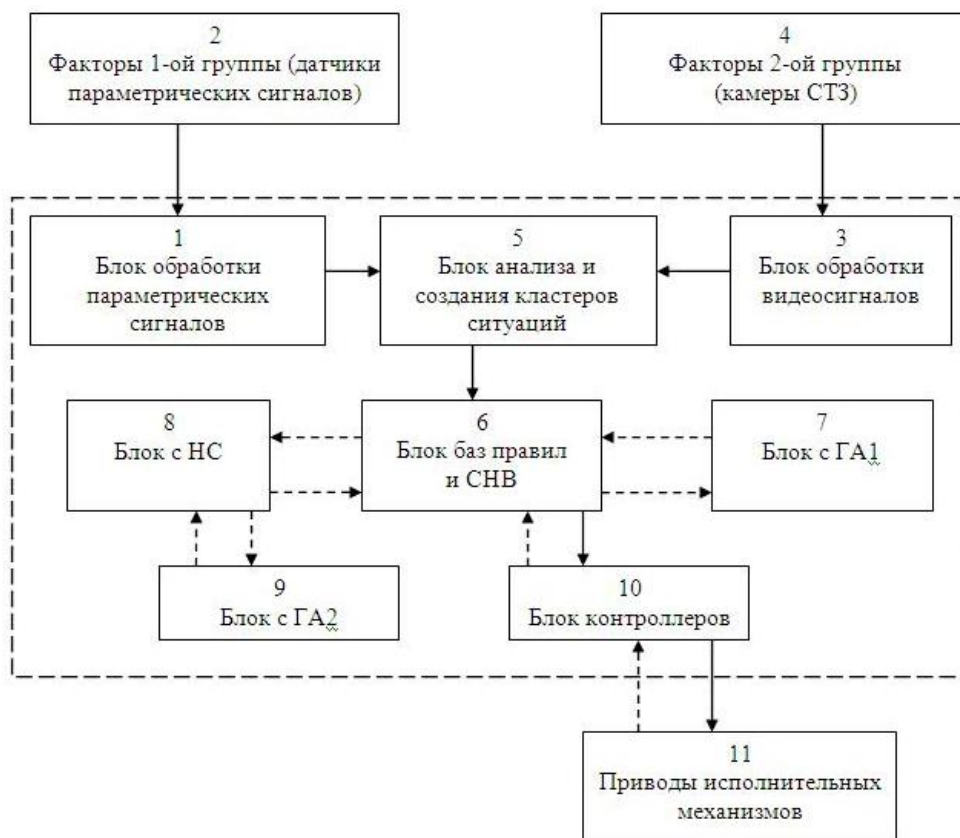 2
Факторы 1-ой группы (датчики
параметрических сигналов)
4
Факторы 2-ой группы
(камеры СТЗ)
1
Блок обработки
параметрических
сигналов
5
Блок анализа и
создания кластеров
ситуаций
3
Блок обработки
видеосигналов
8
Блок с НС
6
Блок баз правил
и СНВ
7
Блок с ГА1
9
Блок с ГА2
10
Блок контроллеров
11
Приводы исполнительных
механизмов